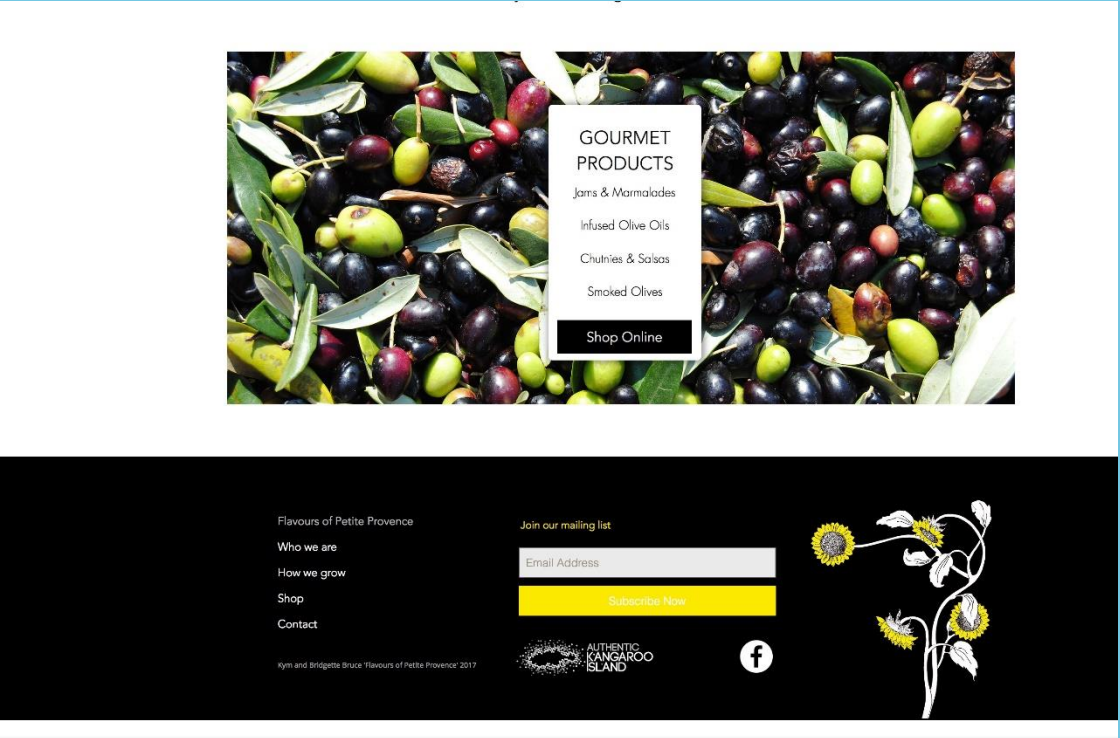 GOURMET
PRODUCTS
Jams & Marmalades
Infused Olive Oils
Chutnies & Salsas
Smoked Olives
Shop Online
Flavours of Petite Provence
Who we are
How we grow
Shop
Contact
Kym and Bridgette Bruce 'Flavours of Petite Provence' 2017
Join our mailing list
Email Address
Subscribe Now
AUTHENTIC
KANGAROO
ISLAND